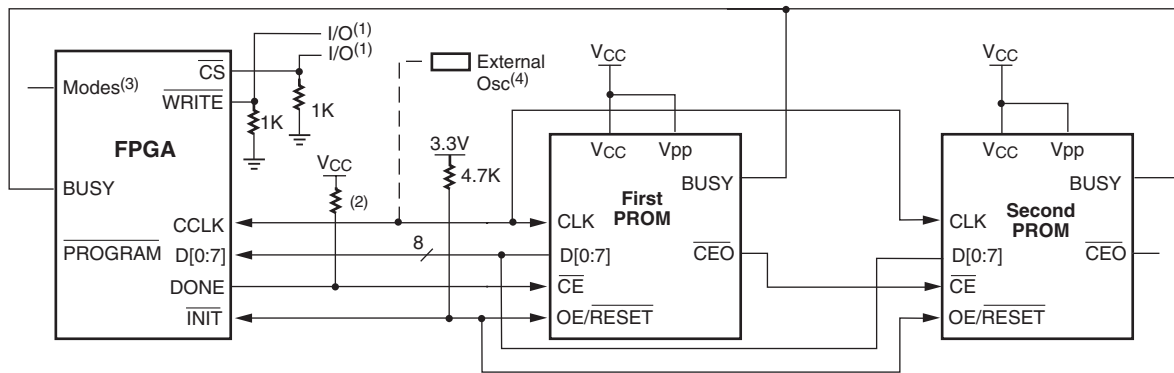 I/O(1)
I/O(1)
CS
Modes(3)
WRITE
1K
1K
External
Osc(4)
FPGA
BUSY
VCC
(2)
3.3V
4.7K
CCLK
PROGRAM
D[0:7]
8
DONE
INIT
VCC
VCC
Vpp
BUSY
First
PROM
CLK
D[0:7]
CEO
CE
OE/RESET
VCC
VCC
Vpp
BUSY
Second
PROM
CLK
D[0:7]
CEO
CE
OE/RESET